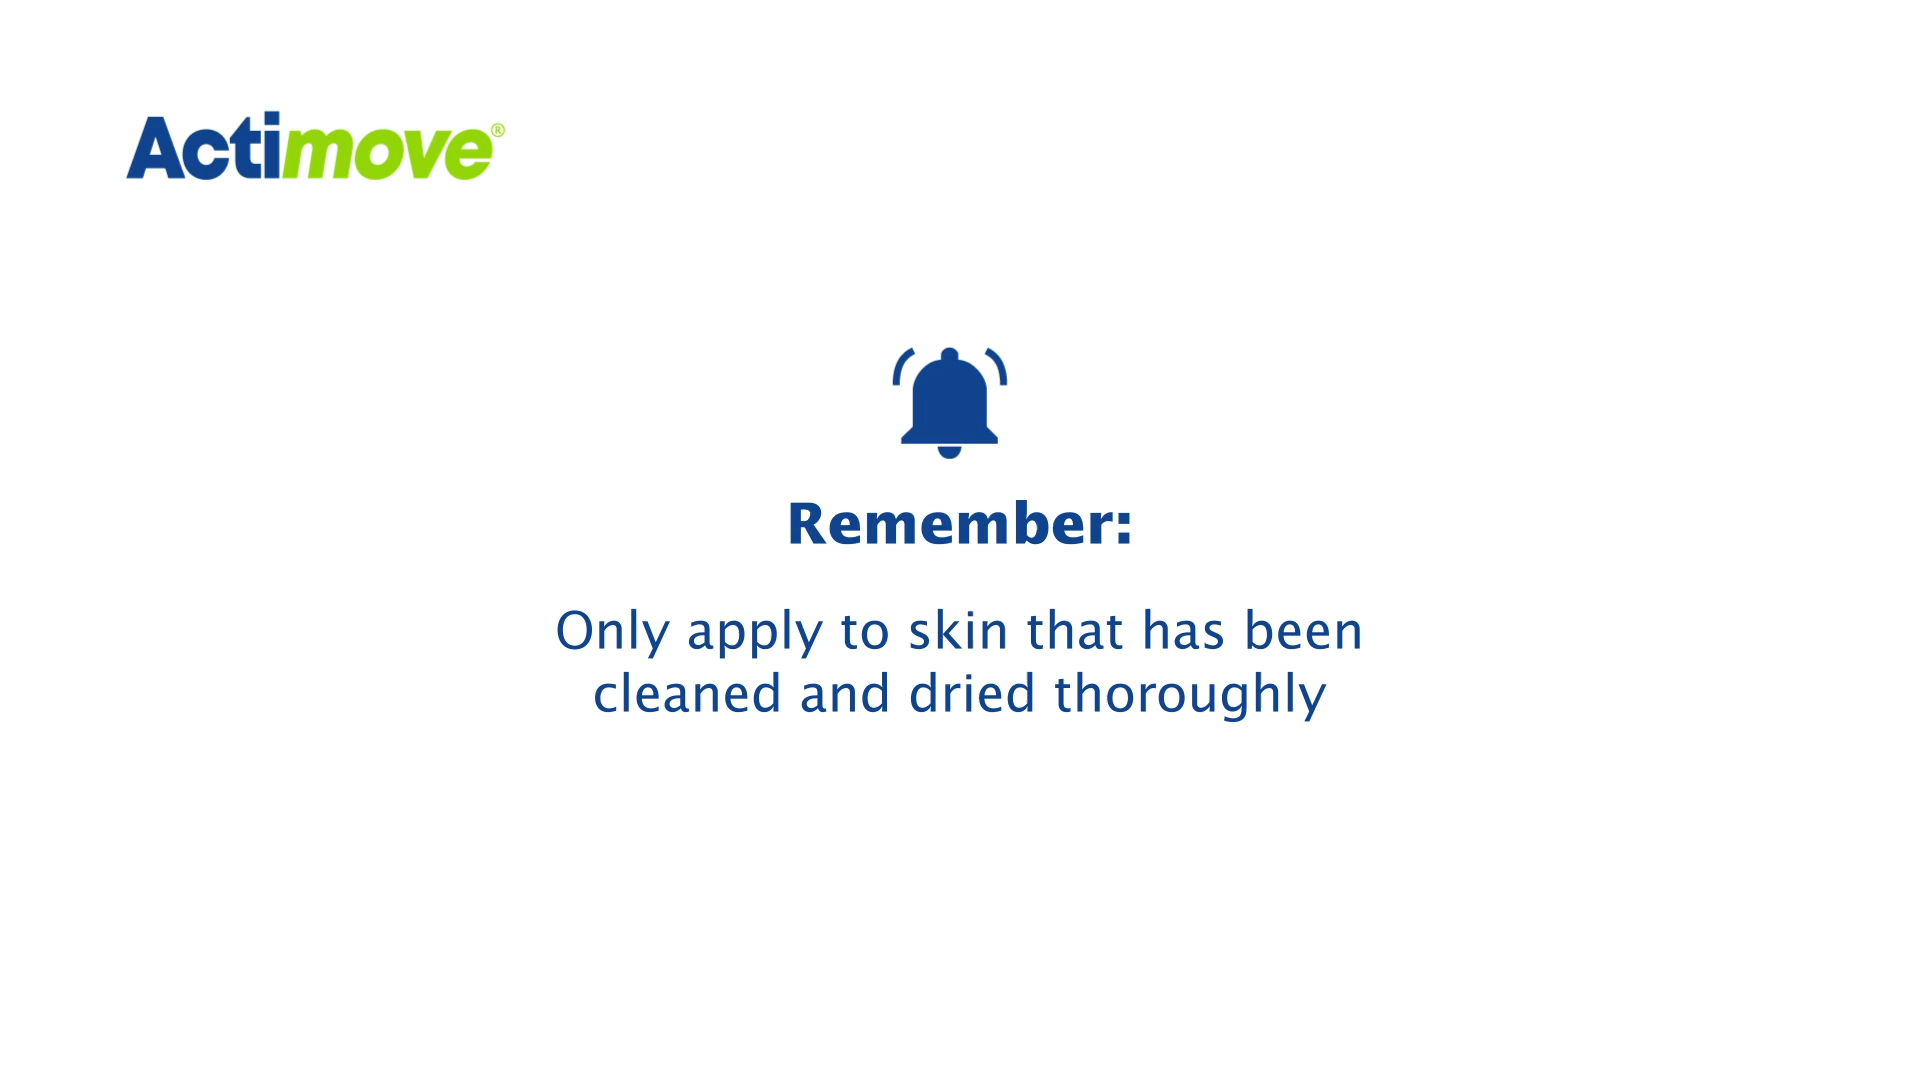 Actimove®
Remember:
Only apply to skin that has been
cleaned and dried thoroughly